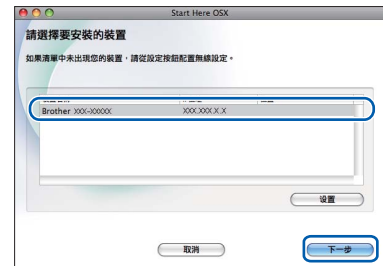 Start Here OSX
請選擇要安裝的裝置
如果清單中未出現您的裝置，請從設定按鈕配置無線設定。
Brother XXX-XXXXX XXX.XXX.X.X
設置
取消 下一步